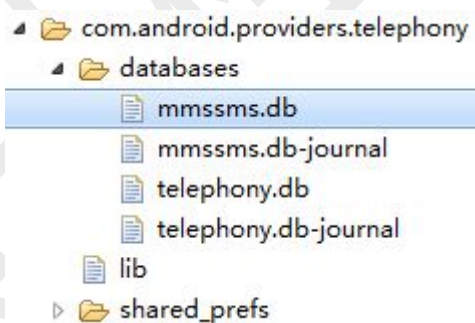 com.android.providers.telephony
databases
mmssms.db
mmssms.db-journal
telephony.db
telephony.db-journal
lib
shared_prefs